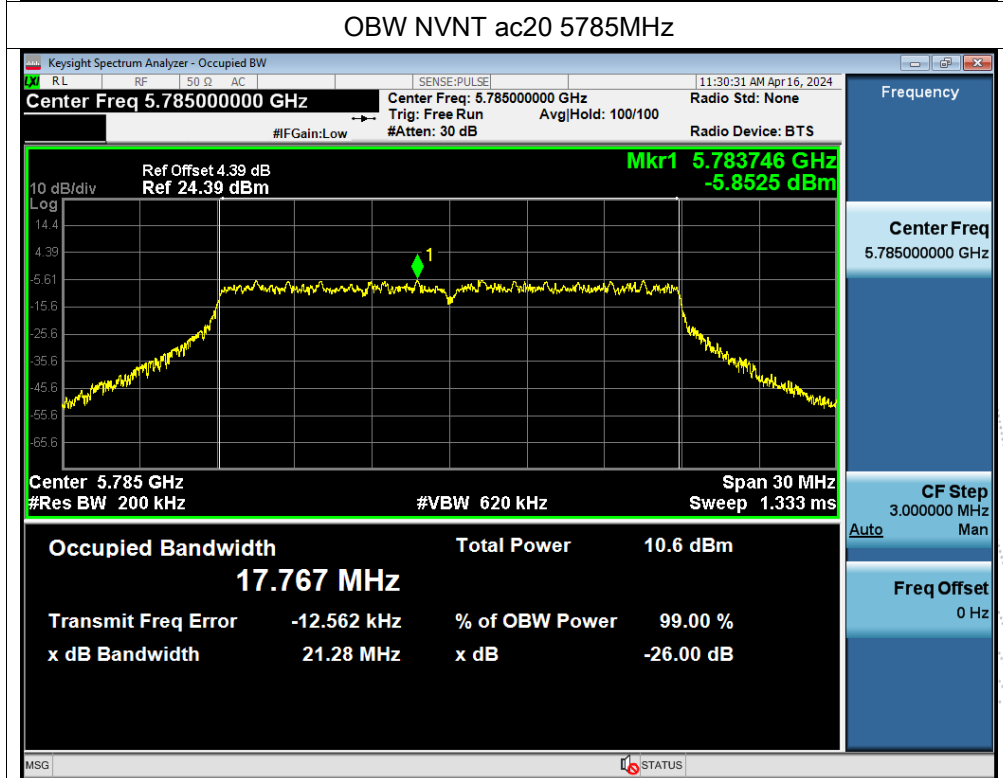 OBW NVNT ac20 5785MHz
Keysight Spectrum Analyzer - Occupied BW
LXI RL RF 50 Ω AC SENSE:PULSE 11:30:31 AM Apr 16, 2024
Center Freq 5.785000000 GHz Center Freq: 5.785000000 GHz Radio Std: None
Trig: Free Run Avg|Hold: 100/100
#IFGain:Low #Atten: 30 dB Radio Device: BTS
Frequency
Mkr1 5.783746 GHz
-5.8525 dBm
Ref Offset 4.39 dB
10 dB/div Ref 24.39 dBm
Log
14.4
4.39
-5.61
-15.6
-25.6
-35.6
-45.6
-55.6
-65.6
1
Center 5.785 GHz Span 30 MHz
#Res BW 200 kHz #VBW 620 kHz Sweep 1.333 ms
Occupied Bandwidth Total Power 10.6 dBm
17.767 MHz
Transmit Freq Error -12.562 kHz % of OBW Power 99.00 %
x dB Bandwidth 21.28 MHz x dB -26.00 dB
Center Freq
5.785000000 GHz
CF Step
3.000000 MHz
Auto Man
Freq Offset
0 Hz
MSG STATUS